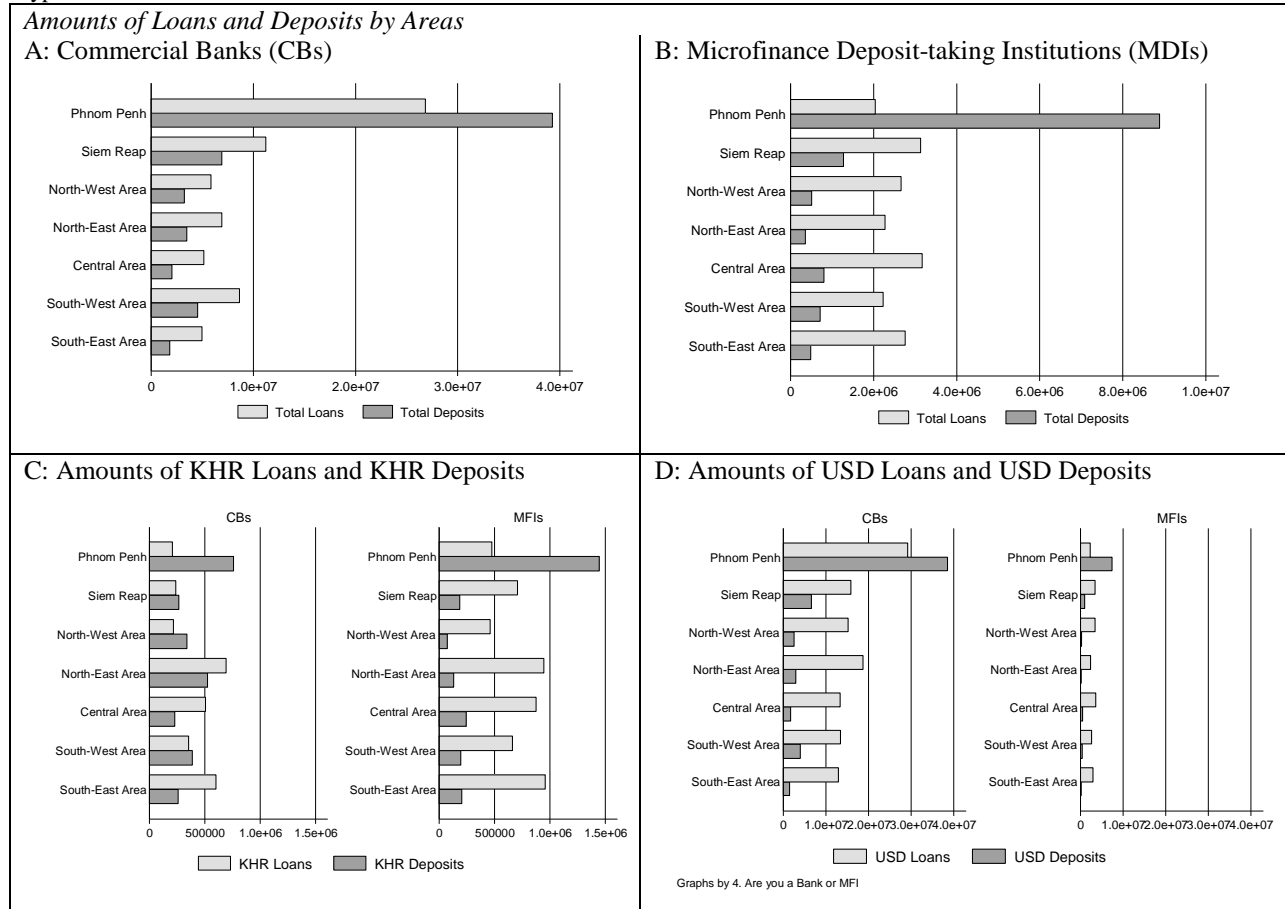 Amounts of Loans and Deposits by Areas
A: Commercial Banks (CBs)
Phnom Penh
Siem Reap
North-West Area
North-East Area
Central Area
South-West Area
South-East Area
0 1.0e+07 2.0e+07 3.0e+07 4.0e+07
Total Loans Total Deposits
B: Microfinance Deposit-taking Institutions (MDIs)
Phnom Penh
Siem Reap
North-West Area
North-East Area
Central Area
South-West Area
South-East Area
0 2.0e+06 4.0e+06 6.0e+06 8.0e+06 1.0e+07
Total Loans Total Deposits
C: Amounts of KHR Loans and KHR Deposits
CBs
Phnom Penh
Siem Reap
North-West Area
North-East Area
Central Area
South-West Area
South-East Area
0 500000 1.0e+06 1.5e+06
MFIs
Phnom Penh
Siem Reap
North-West Area
North-East Area
Central Area
South-West Area
South-East Area
0 500000 1.0e+06 1.5e+06
KHR Loans KHR Deposits
D: Amounts of USD Loans and USD Deposits
CBs
Phnom Penh
Siem Reap
North-West Area
North-East Area
Central Area
South-West Area
South-East Area
0 1.0e+07 2.0e+07 3.0e+07 4.0e+07
MFIs
Phnom Penh
Siem Reap
North-West Area
North-East Area
Central Area
South-West Area
South-East Area
0 1.0e+07 2.0e+07 3.0e+07 4.0e+07
USD Loans USD Deposits
Graphs by 4. Are you a Bank or MFI